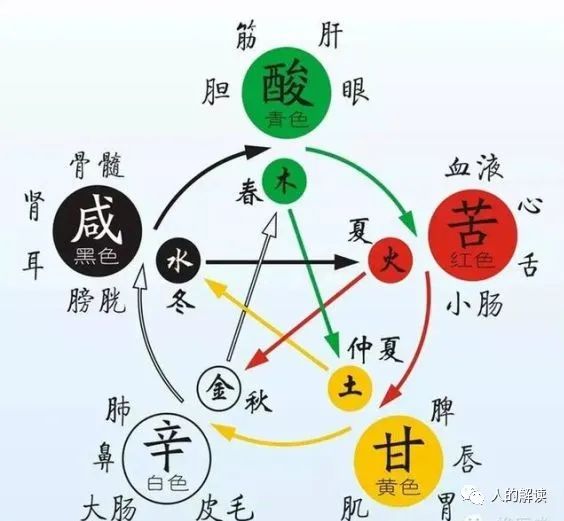 筋 肝
胆 酸 眼
青色
春 木
骨髓
肾 咸
黑色
耳
膀胱
水
冬
血液
苦 心
红色
舌
小肠
夏
火
仲夏
土
金 秋
肺
鼻 辛
白色
大肠 皮毛
脾
甘 唇
黄色
肌 胃
人的解读